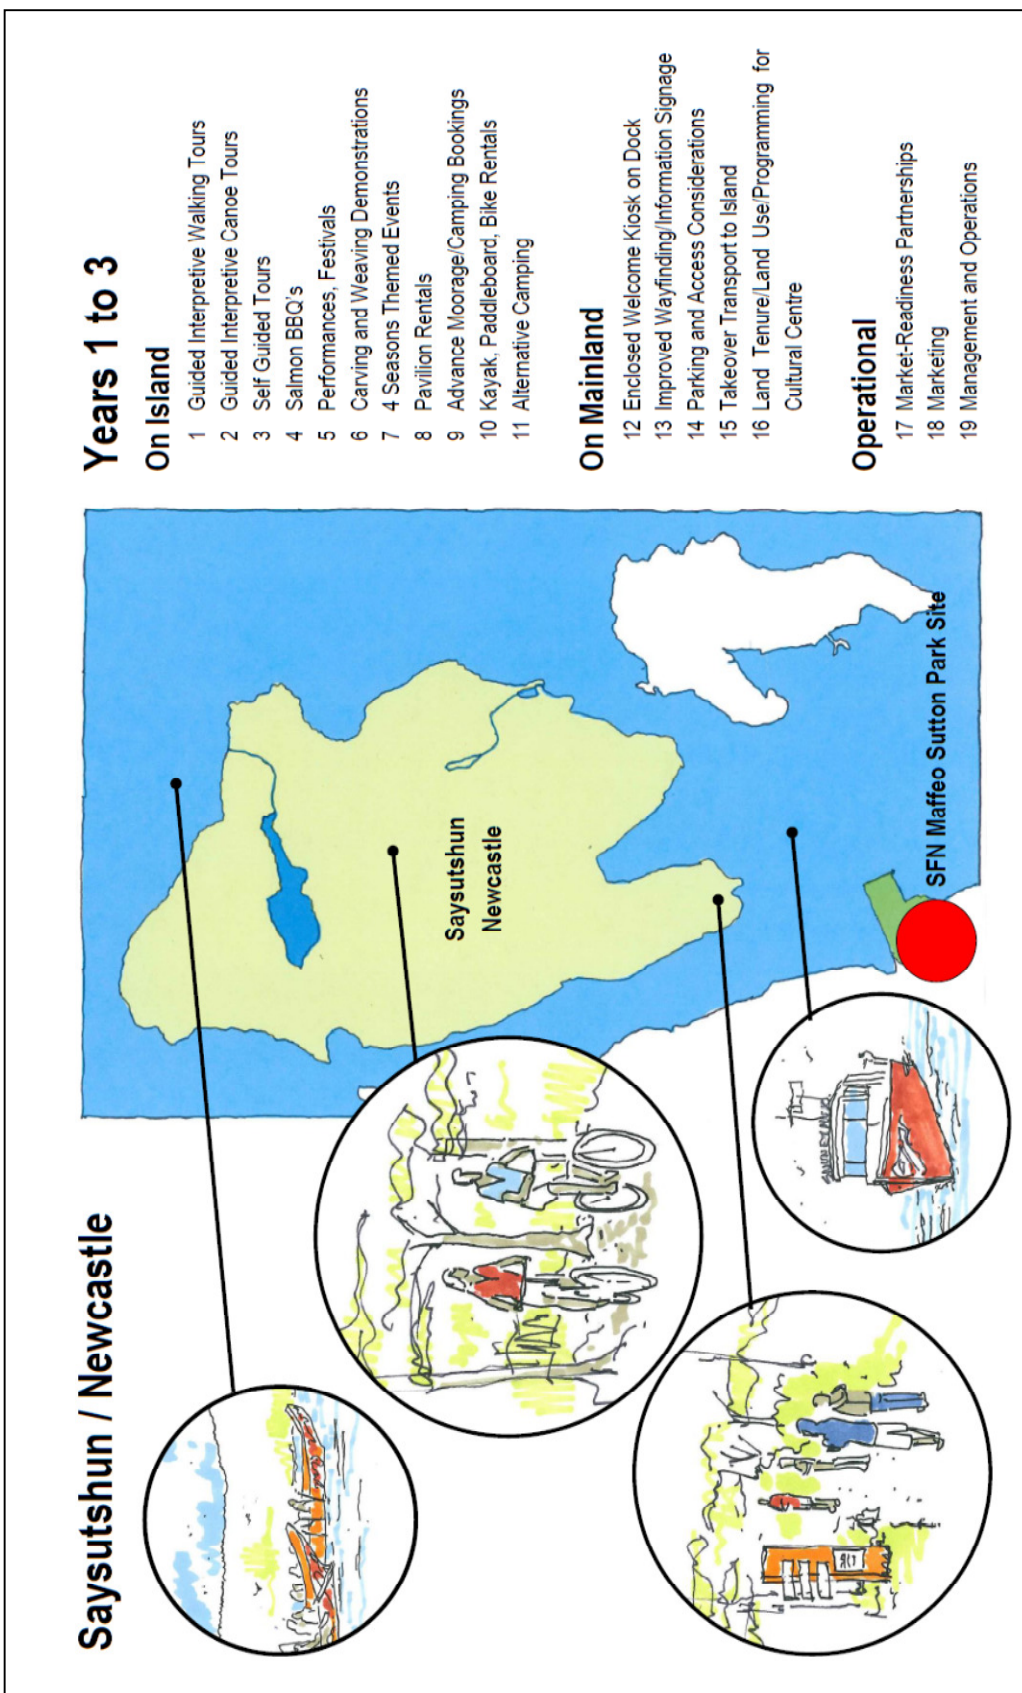 Saysutshun / Newcastle
Years 1 to 3
On Island
1 Guided Interpretive Walking Tours
2 Guided Interpretive Canoe Tours
3 Self Guided Tours
4 Salmon BBQ's
5 Performances, Festivals
6 Carving and Weaving Demonstrations
7 4 Seasons Themed Events
8 Pavilion Rentals
9 Advance Moorage/Camping Bookings
10 Kayak, Paddleboard, Bike Rentals
11 Alternative Camping
On Mainland
12 Enclosed Welcome Kiosk on Dock
13 Improved Wayfinding/Information Signage
14 Parking and Access Considerations
15 Takeover Transport to Island
16 Land Tenure/Land Use/Programming for
Cultural Centre
Operational
17 Market-Readiness Partnerships
18 Marketing
19 Management and Operations
Saysutshun
Newcastle
SFN Maffeo Sutton Park Site